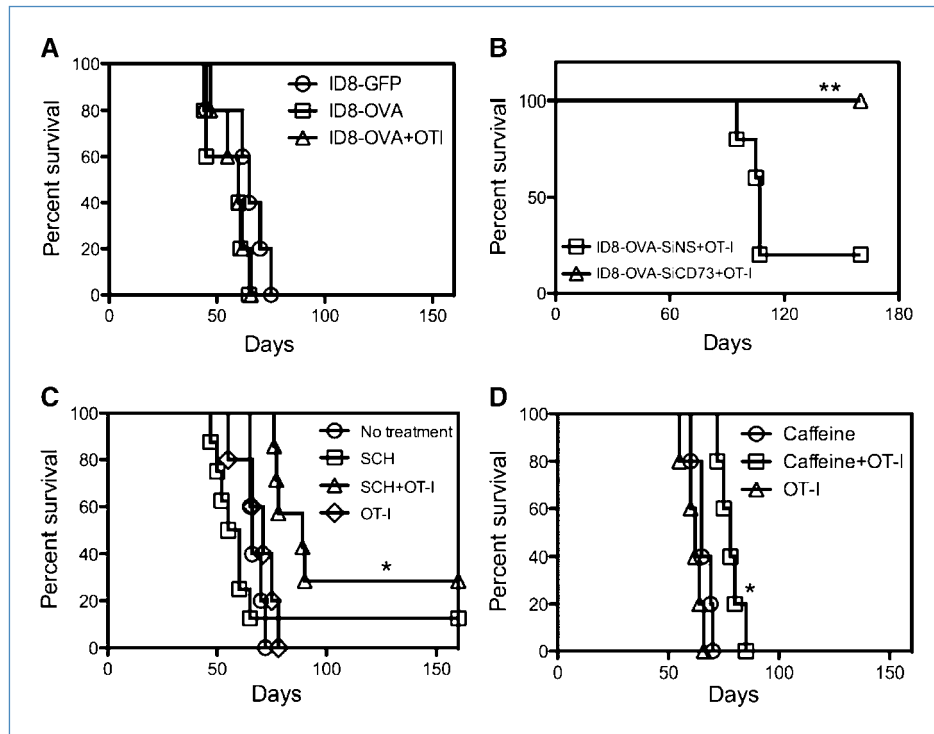 A
Percent survival
100
80
60
40
20
0
0 50 100 150
Days
ID8-GFP
ID8-OVA
ID8-OVA+OTI
B
Percent survival
100
50
0
0 60 120 180
Days
**
ID8-OVA-SiNS+OT-I
ID8-OVA-SiCD73+OT-I
C
Percent survival
100
80
60
40
20
0
0 50 100 150
Days
No treatment
SCH
SCH+OT-I
OT-I
*
D
Percent survival
100
80
60
40
20
0
0 50 100 150
Days
Caffeine
Caffeine+OT-I
OT-I
*